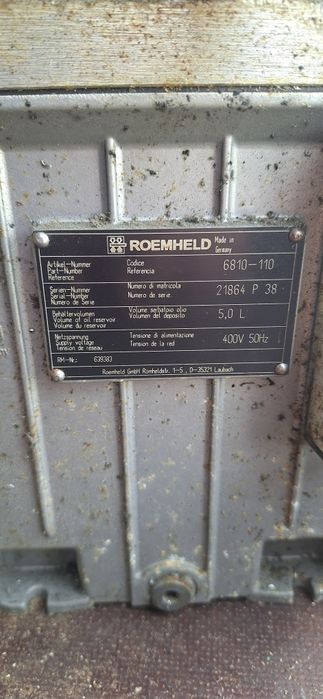 ROEMHELD Made in Germany
Artikel-Nummer Codice 6810-110
Part-Number Referencia
Reference
Serien-Nummer Numero di matricola 21864 P 38
Serial-Number Numero de serie.
Numéro de Série
Behältervolumen Volume serbatoio olio 5,0 L
Volume of oil reservoir Volumen del deposito
Volume du reservoir
Netzspannung Tensione di alimentazione 400V 50Hz
Supply voltage Tension de la red
Tension de reseau
RM-Nr.: 639383
Roemheld GmbH Römheldstr. 1-5, D-35321 Laubach